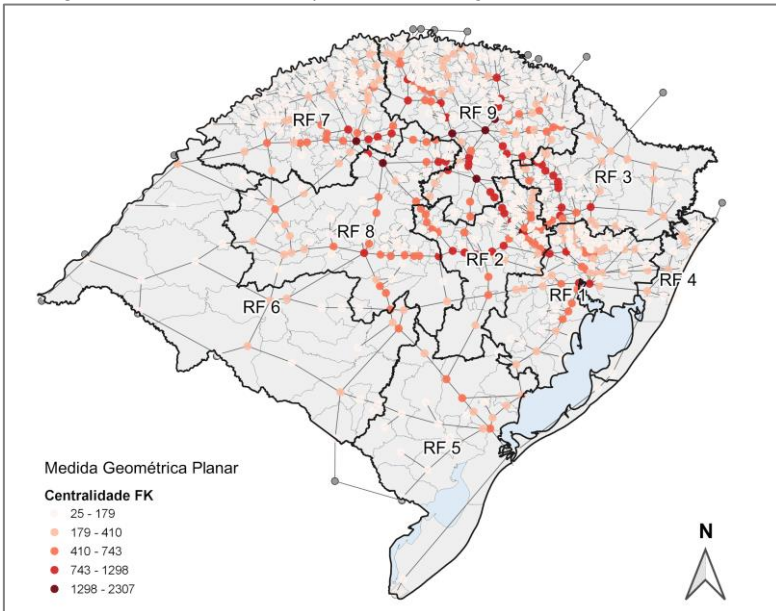 RF 7
RF 9
RF 3
RF 8
RF 2
RF 4
RF 1
RF 6
RF 5
Medida Geométrica Planar
Centralidade FK
25 - 179
179 - 410
410 - 743
743 - 1298
1298 - 2307
N